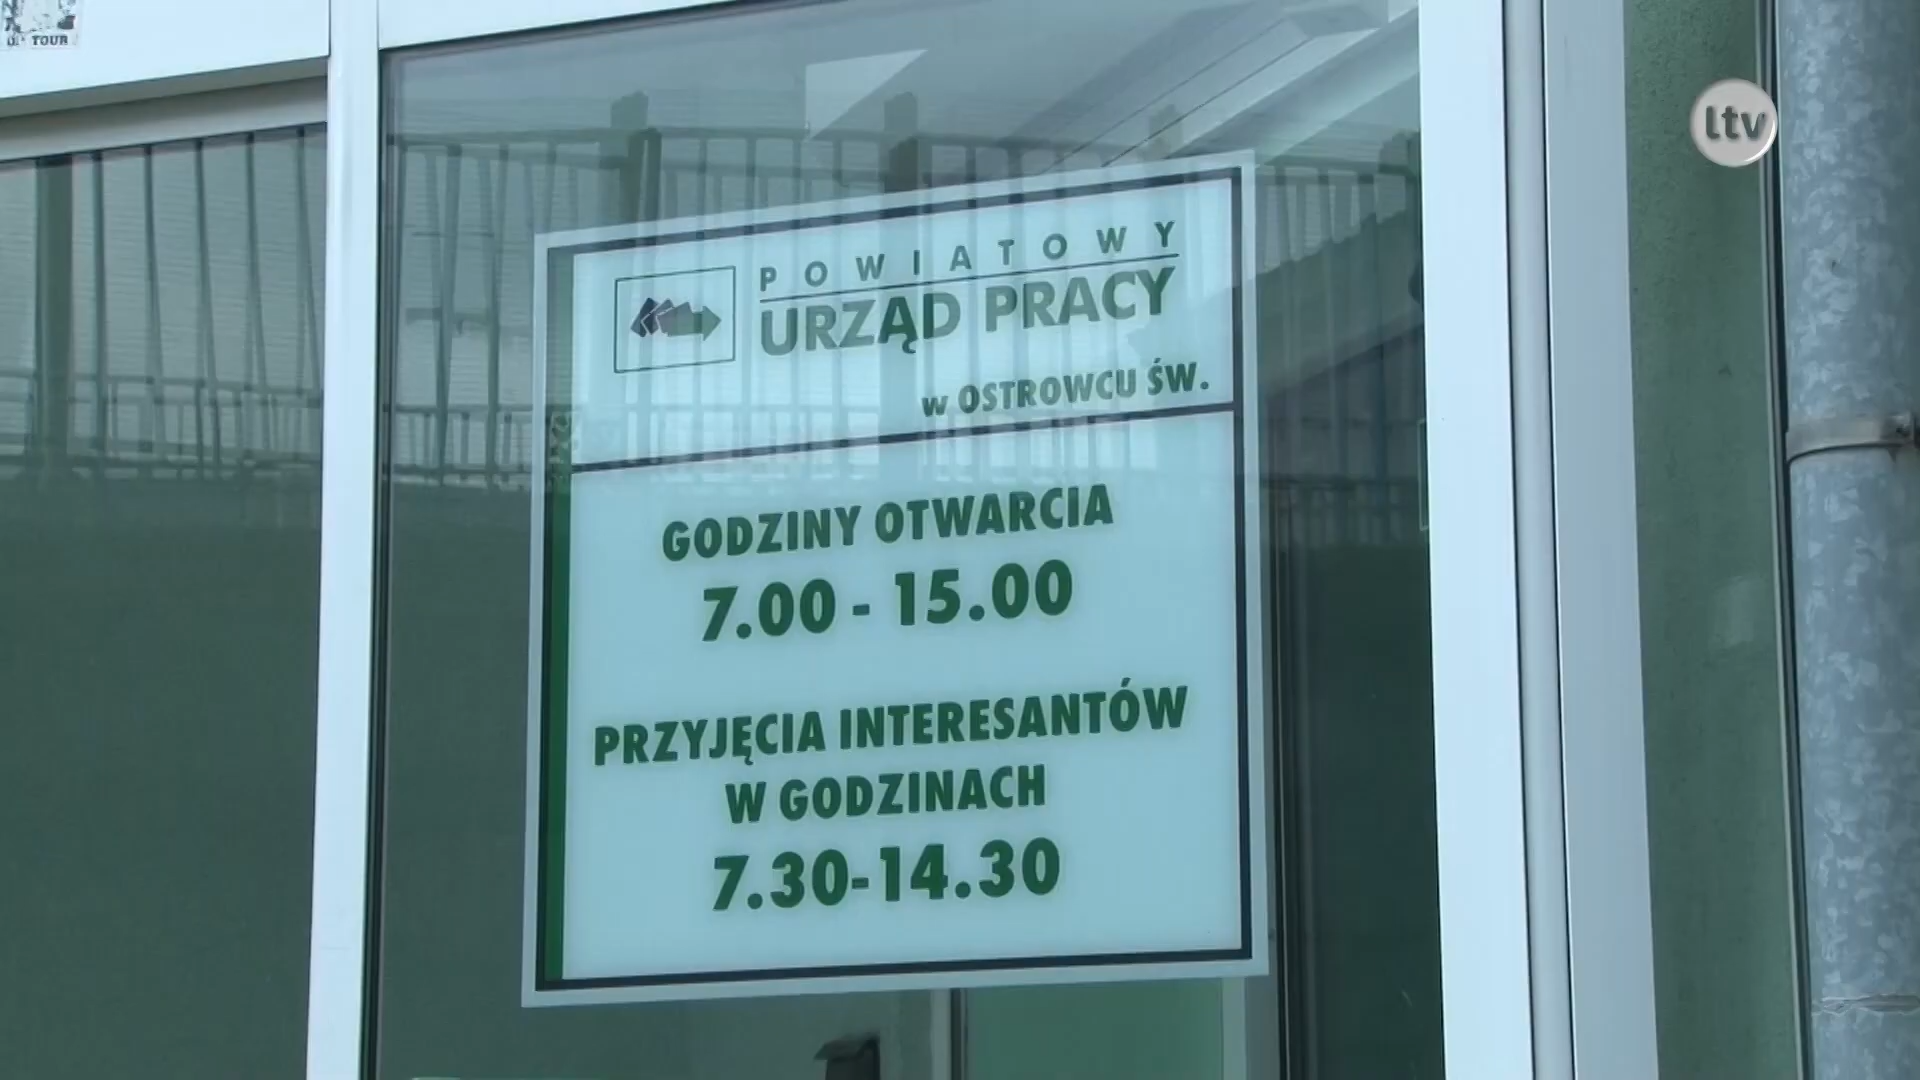 TOUR
ltv
POWIATOWY
URZĄD PRACY
w OSTROWCU ŚW.
GODZINY OTWARCIA
7.00 - 15.00
PRZYJĘCIA INTERESANTÓW
W GODZINACH
7.30-14.30